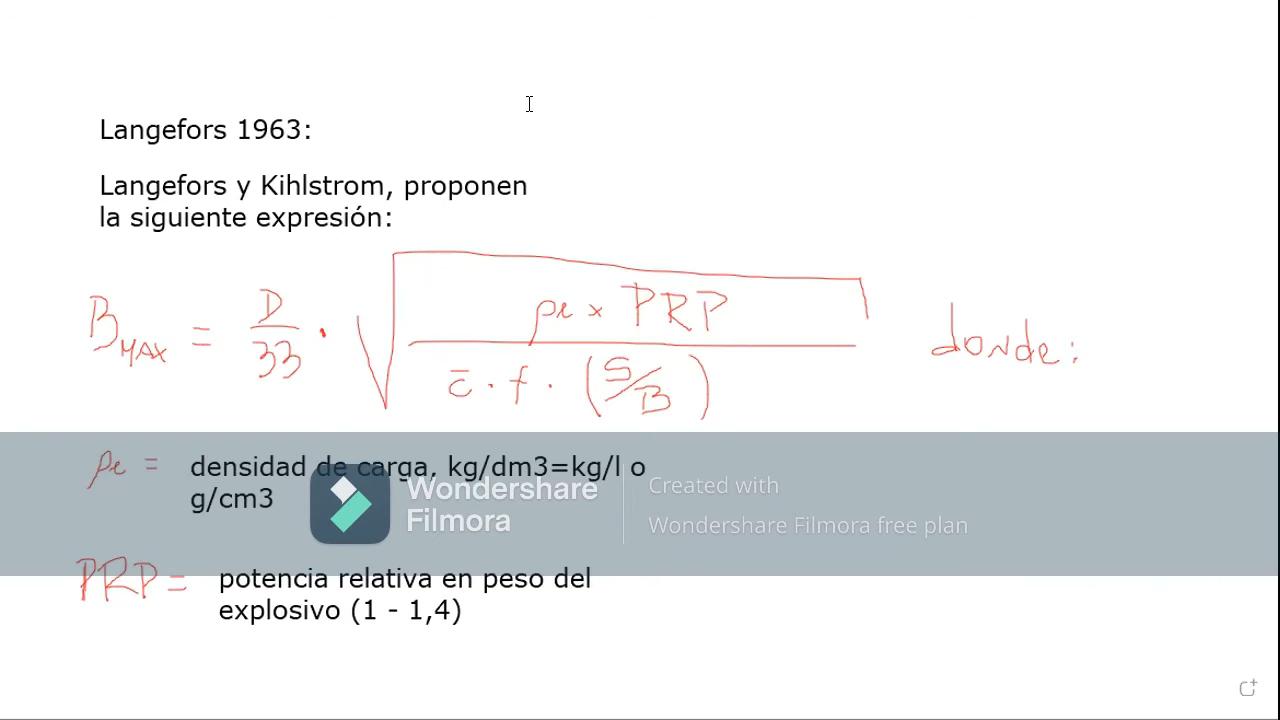 Langefors 1963:
Langefors y Kihlstrom, proponen
la siguiente expresión:
B_MAX = D/33 · √(ρe × PRP / c̄ · f · (S/B)) donde:
ρe = densidad de carga, kg/dm3=kg/l o
g/cm3
Wondershare
Filmora
Created with
Wondershare Filmora free plan
PRP = potencia relativa en peso del
explosivo (1 - 1,4)